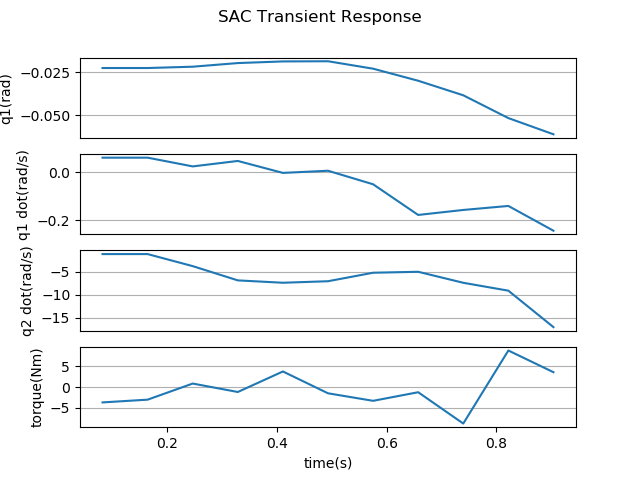 SAC Transient Response
q1(rad)
−0.025
−0.050
q1 dot(rad/s)
0.0
−0.2
q2 dot(rad/s)
−5
−10
−15
torque(Nm)
5
0
−5
0.2 0.4 0.6 0.8
time(s)